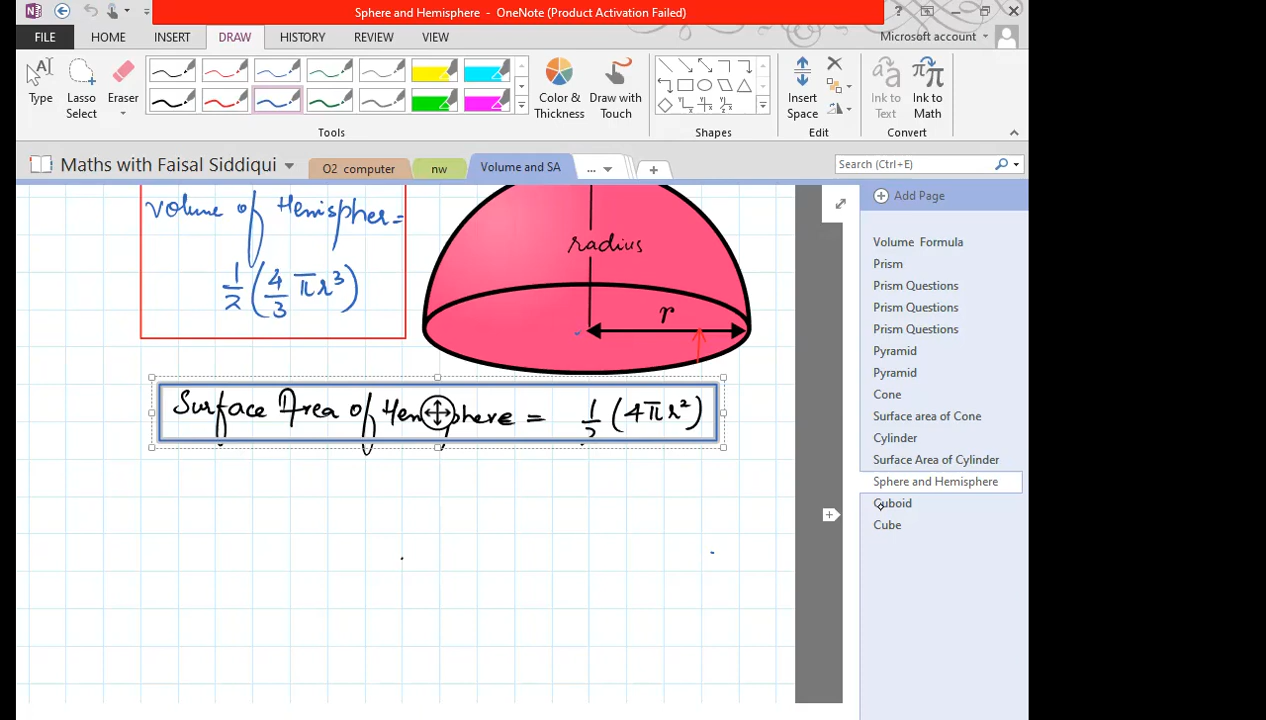 Sphere and Hemisphere - OneNote (Product Activation Failed)
?
FILE HOME INSERT DRAW HISTORY REVIEW VIEW Microsoft account
Type Lasso Select Eraser Color & Thickness Draw with Touch Insert Space Ink to Text Ink to Math
Tools Shapes Edit Convert
Maths with Faisal Siddiqui O2 computer nw Volume and SA ... Search (Ctrl+E)
Add Page
Volume of Hemispher =
1/2 (4/3 πr³)
radius
r
Surface Area of Hemisphere = 1/2 (4πr²)
Volume Formula
Prism
Prism Questions
Prism Questions
Prism Questions
Pyramid
Pyramid
Cone
Surface area of Cone
Cylinder
Surface Area of Cylinder
Sphere and Hemisphere
Cuboid
Cube